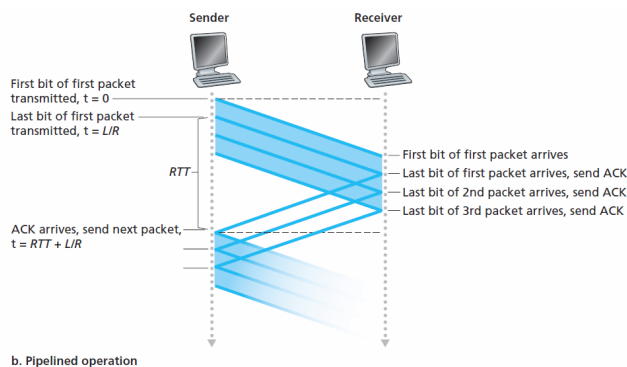 Sender
Receiver
First bit of first packet
transmitted, t = 0
Last bit of first packet
transmitted, t = L/R
RTT
First bit of first packet arrives
Last bit of first packet arrives, send ACK
Last bit of 2nd packet arrives, send ACK
Last bit of 3rd packet arrives, send ACK
ACK arrives, send next packet,
t = RTT + L/R
b. Pipelined operation